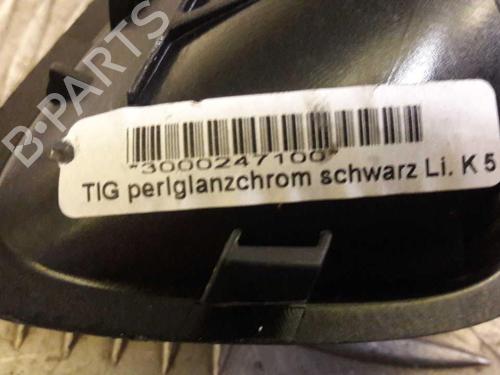 B-PARTS
*3000247100*
TIG perlglanzchrom schwarz Li. K 5